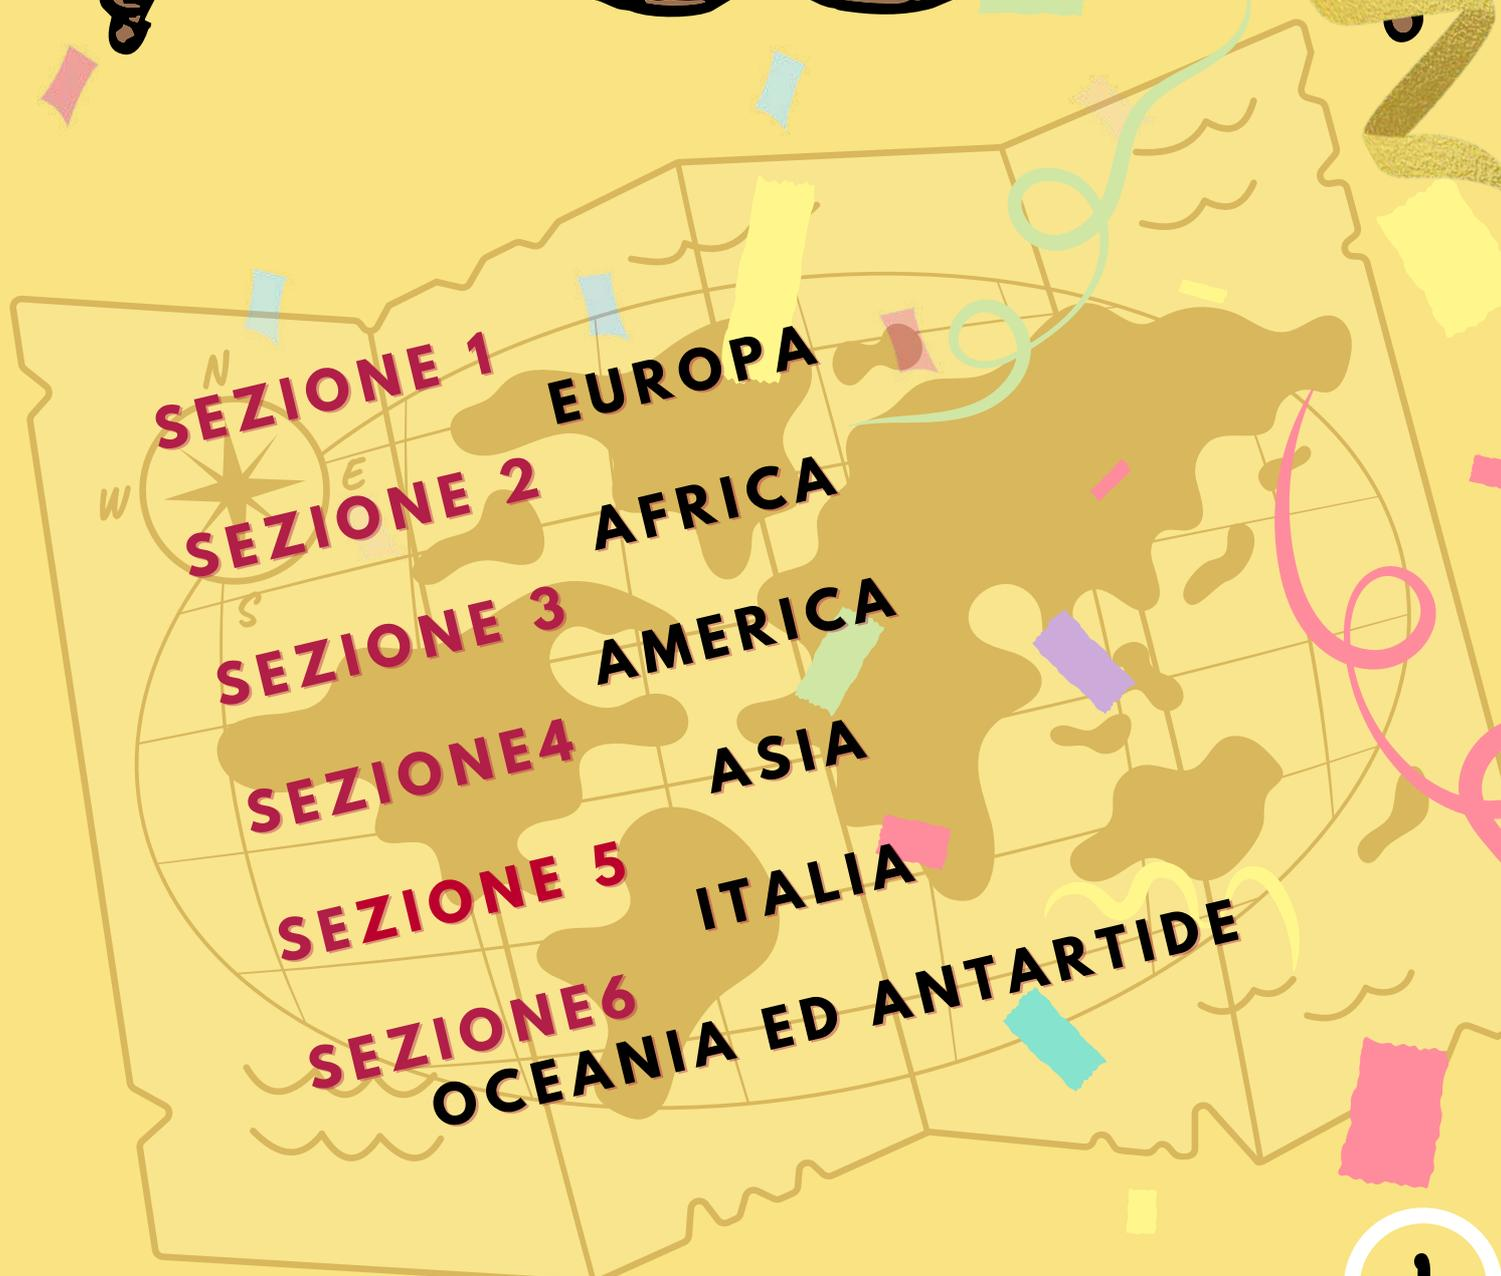 SEZIONE 1 EUROPA
SEZIONE 2 AFRICA
SEZIONE 3 AMERICA
SEZIONE4 ASIA
SEZIONE 5 ITALIA
SEZIONE6
OCEANIA ED ANTARTIDE
N
W
E
S